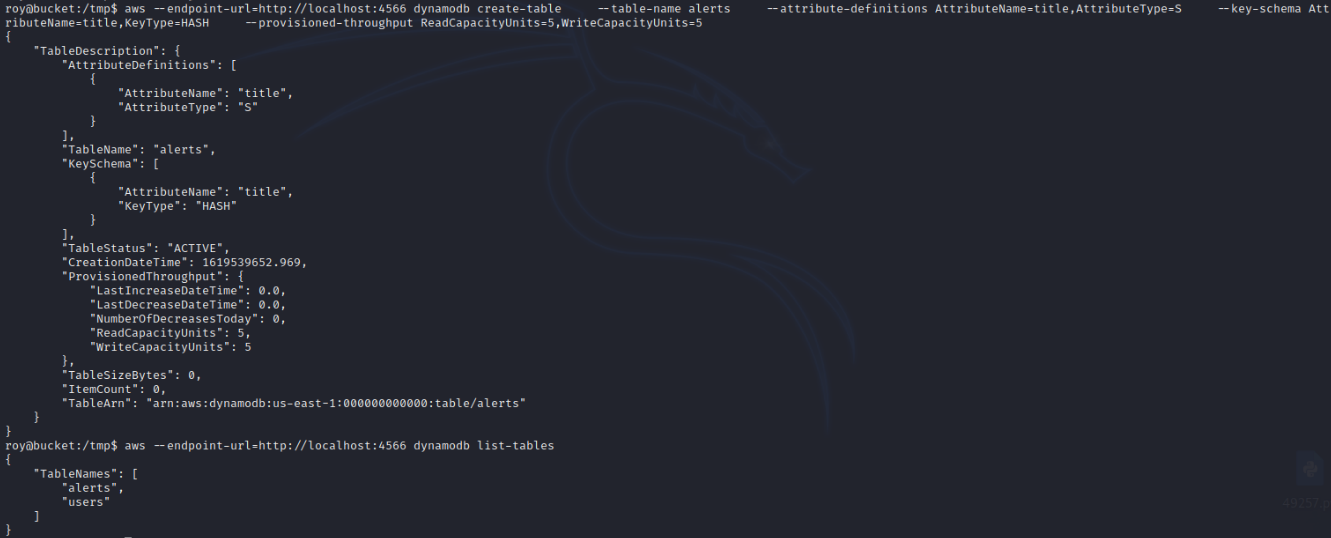 roy@bucket:/tmp$ aws --endpoint-url=http://localhost:4566 dynamodb create-table     --table-name alerts     --attribute-definitions AttributeName=title,AttributeType=S     --key-schema Att
ributeName=title,KeyType=HASH     --provisioned-throughput ReadCapacityUnits=5,WriteCapacityUnits=5
{
    "TableDescription": {
        "AttributeDefinitions": [
            {
                "AttributeName": "title",
                "AttributeType": "S"
            }
        ],
        "TableName": "alerts",
        "KeySchema": [
            {
                "AttributeName": "title",
                "KeyType": "HASH"
            }
        ],
        "TableStatus": "ACTIVE",
        "CreationDateTime": 1619539652.969,
        "ProvisionedThroughput": {
            "LastIncreaseDateTime": 0.0,
            "LastDecreaseDateTime": 0.0,
            "NumberOfDecreasesToday": 0,
            "ReadCapacityUnits": 5,
            "WriteCapacityUnits": 5
        },
        "TableSizeBytes": 0,
        "ItemCount": 0,
        "TableArn": "arn:aws:dynamodb:us-east-1:000000000000:table/alerts"
    }
}
roy@bucket:/tmp$ aws --endpoint-url=http://localhost:4566 dynamodb list-tables
{
    "TableNames": [
        "alerts",
        "users"
    ]
}
49257.p